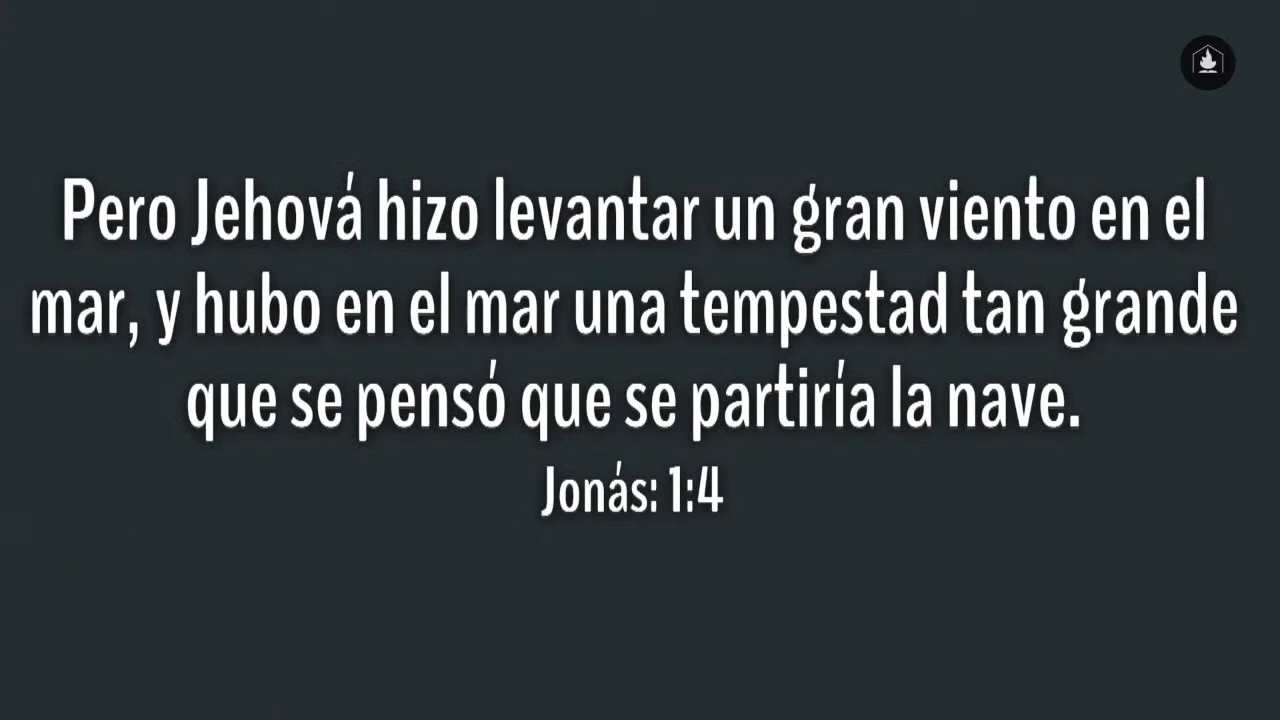 Pero Jehová hizo levantar un gran viento en el
mar, y hubo en el mar una tempestad tan grande
que se pensó que se partiría la nave.
Jonás: 1:4